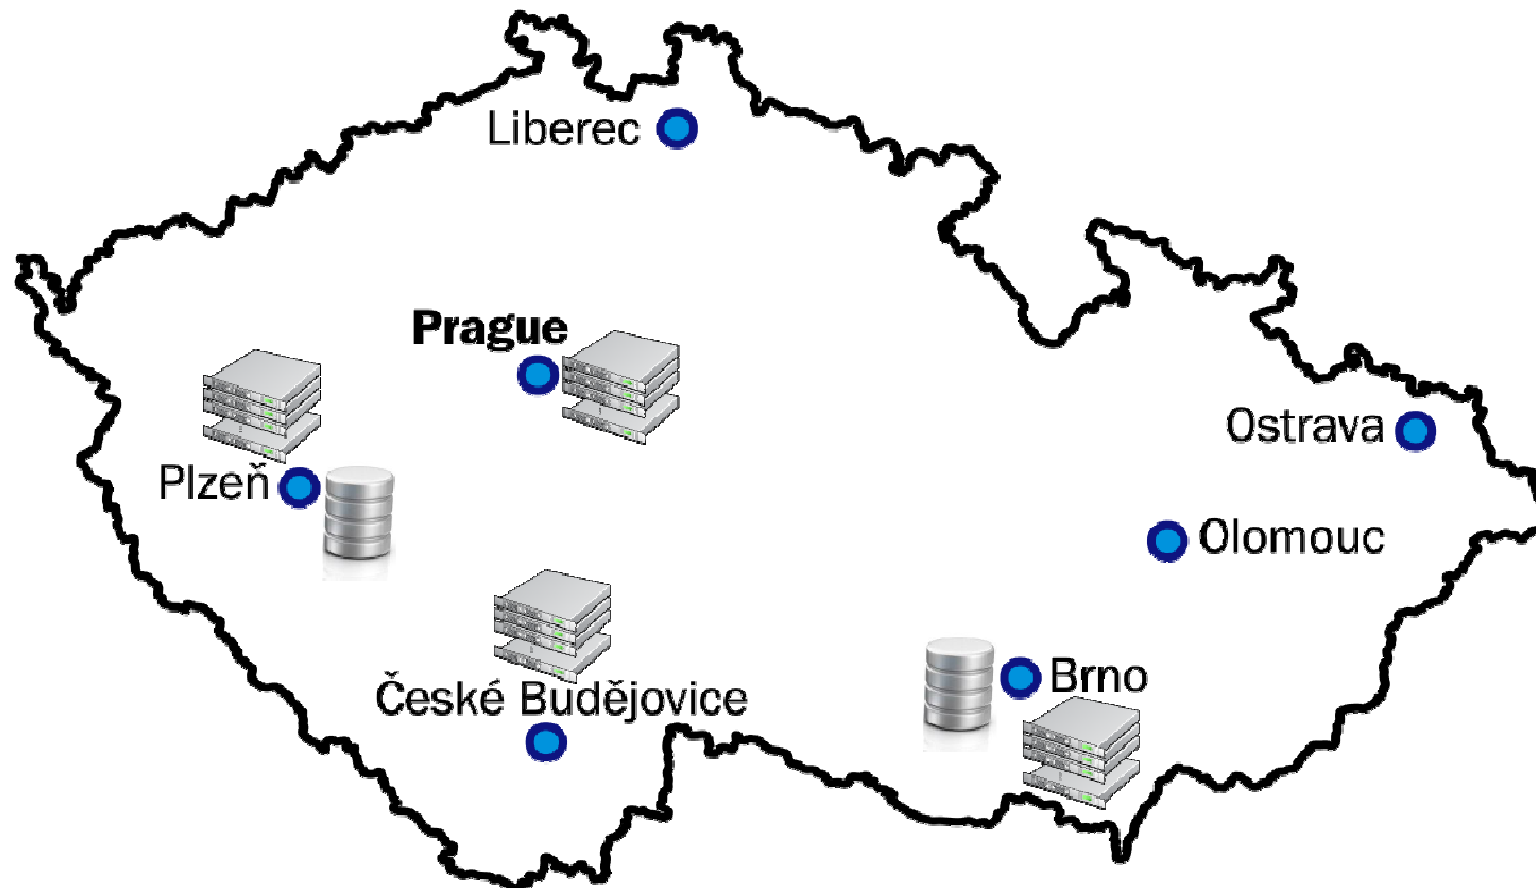 Liberec
Prague
Ostrava
Plzeň
Olomouc
České Budějovice
Brno